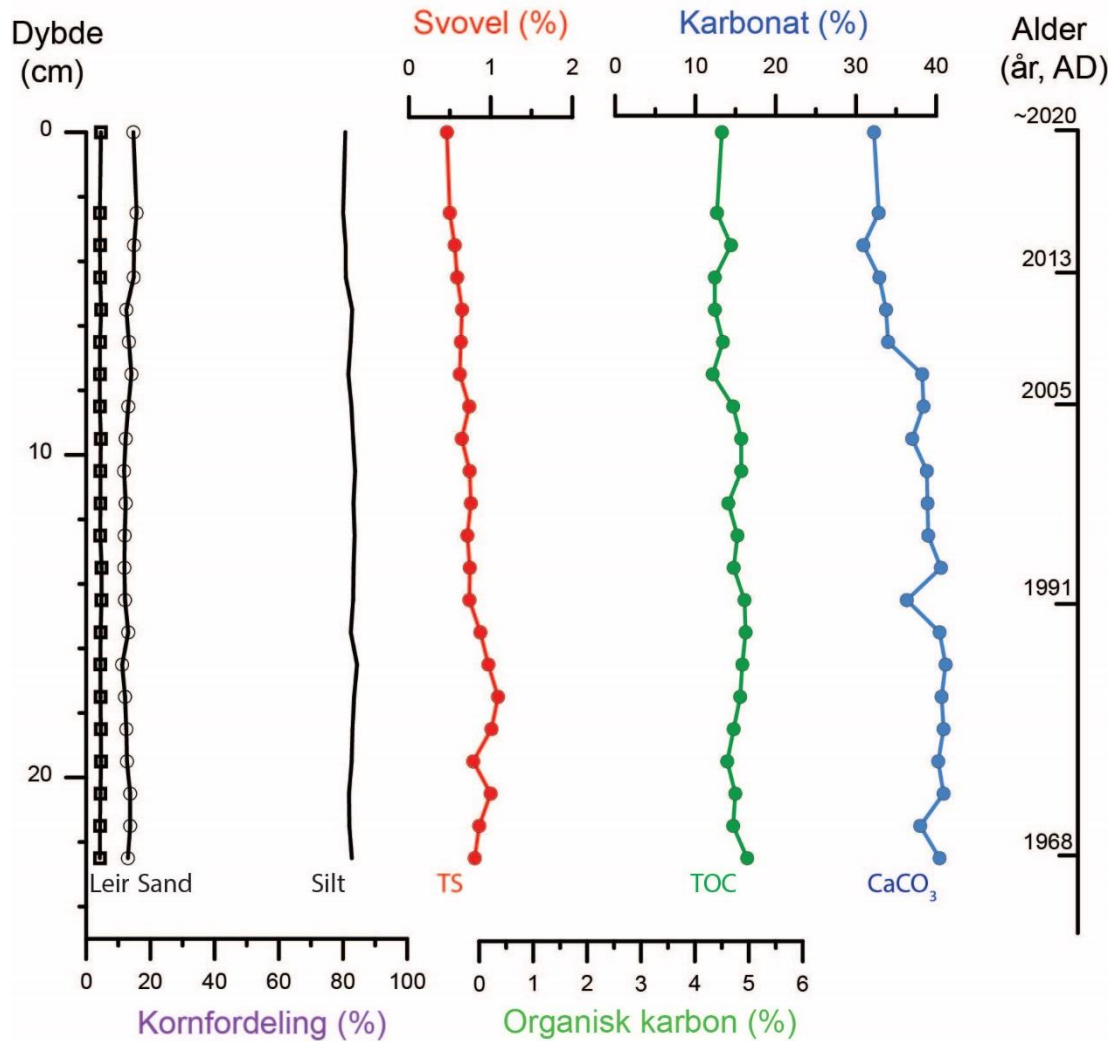 Dybde
(cm)
Svovel (%)
Karbonat (%)
Alder
(år, AD)
0 1 2
0 10 20 30 40
0
10
20
~2020
2013
2005
1991
1968
Leir Sand Silt TS TOC CaCO₃
0 20 40 60 80 100
0 1 2 3 4 5 6
Kornfordeling (%)
Organisk karbon (%)